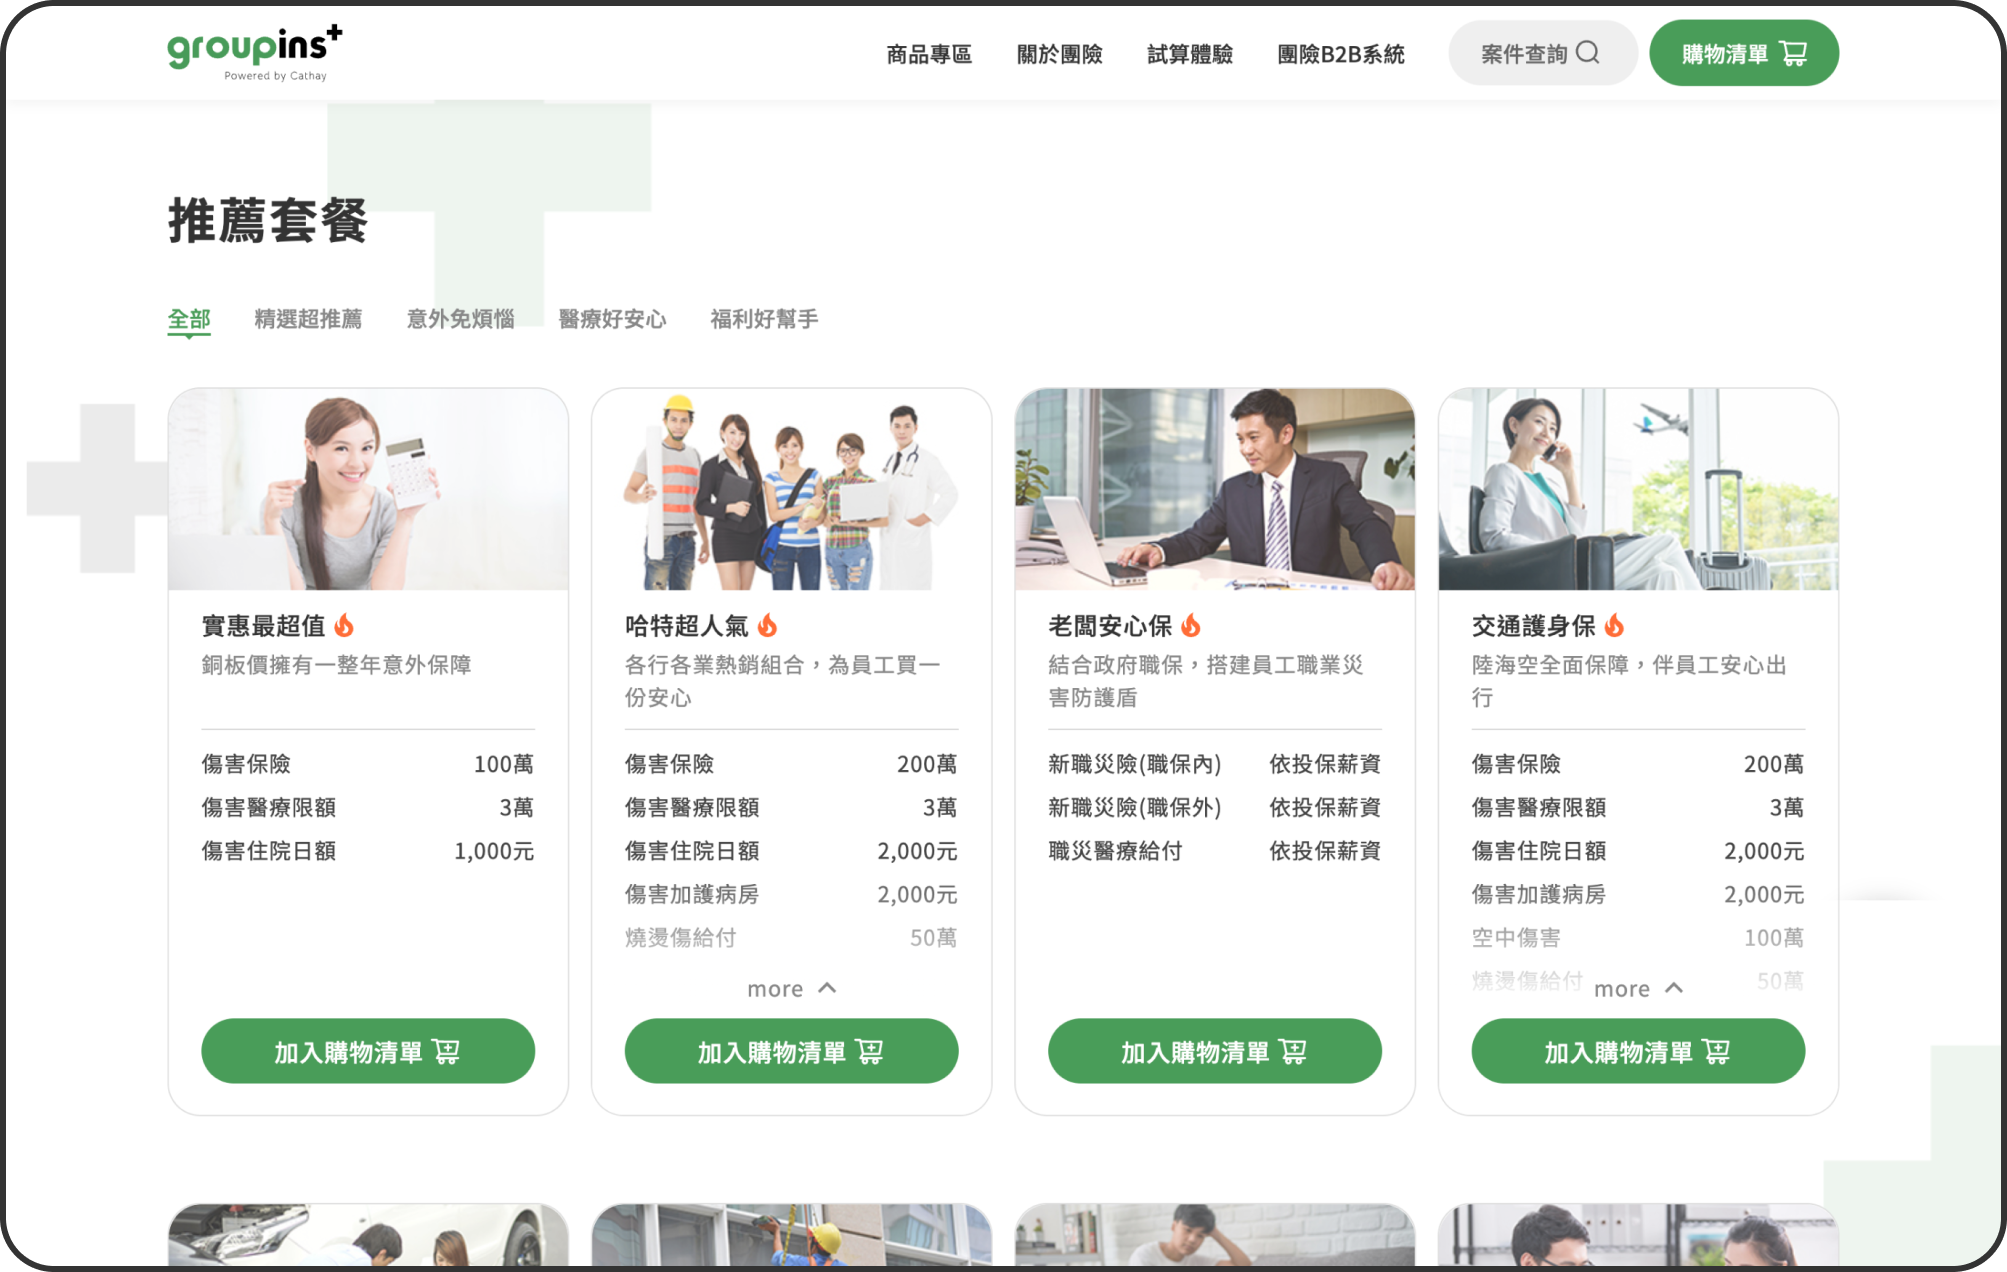 groupins+
Powered by Cathay
商品專區
關於團險
試算體驗
團險B2B系統
案件查詢
購物清單
推薦套餐
全部
精選超推薦
意外免煩惱
醫療好安心
福利好幫手
實惠最超值
銅板價擁有一整年意外保障
傷害保險 100萬
傷害醫療限額 3萬
傷害住院日額 1,000元
加入購物清單
哈特超人氣
各行各業熱銷組合，為員工買一
份安心
傷害保險 200萬
傷害醫療限額 3萬
傷害住院日額 2,000元
傷害加護病房 2,000元
燒燙傷給付 50萬
more
加入購物清單
老闆安心保
結合政府職保，搭建員工職業災
害防護盾
新職災險(職保內) 依投保薪資
新職災險(職保外) 依投保薪資
職災醫療給付 依投保薪資
加入購物清單
交通護身保
陸海空全面保障，伴員工安心出
行
傷害保險 200萬
傷害醫療限額 3萬
傷害住院日額 2,000元
傷害加護病房 2,000元
空中傷害 100萬
燒燙傷給付 50萬
more
加入購物清單